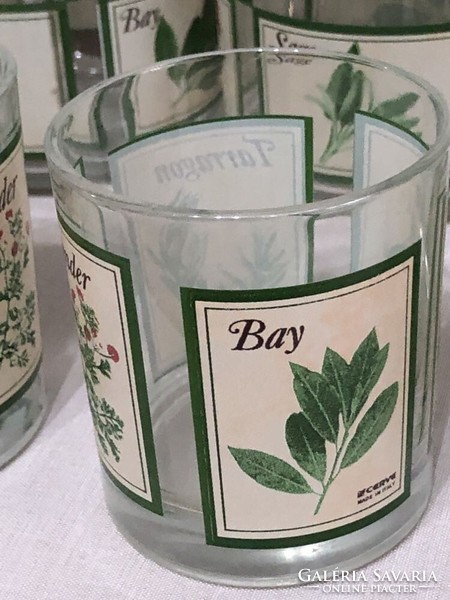 Bay
Sage
Tarragon
Bay
CERVE
MADE IN ITALY
GALÉRIA SAVARIA
ONLINE PIACTÉR